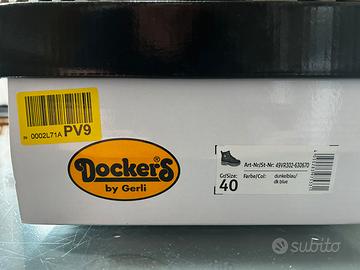 0002L71A PV9
DOCKERS
by Gerli
Art-Nr/St-Nr: 49VR302-630670
Gr/Size:
40
Farbe/Col:
dunkelblau/
dk blue
subito